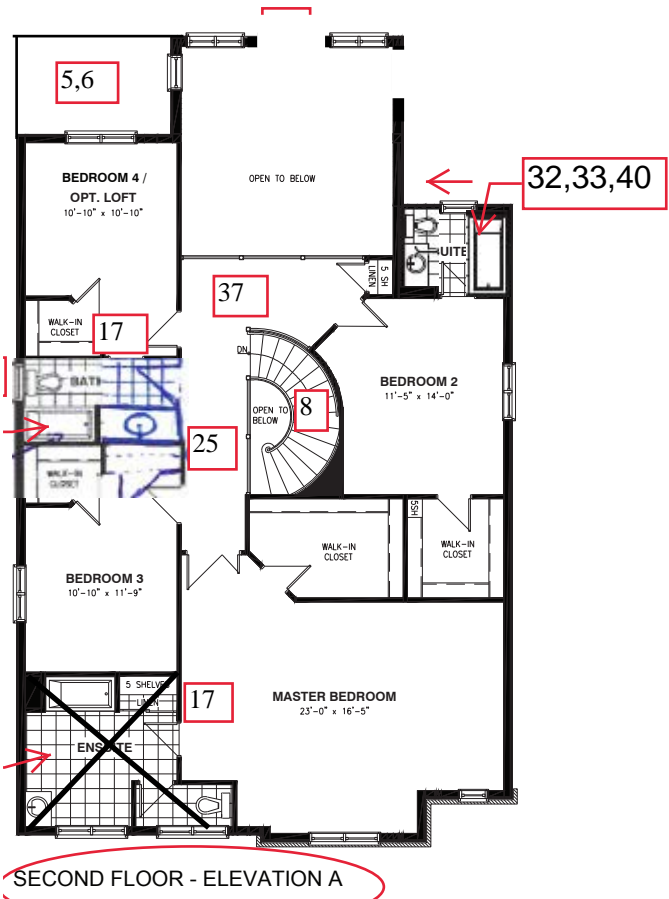 5,6
BEDROOM 4 /
OPT. LOFT
10'-10" x 10'-10"
OPEN TO BELOW
32,33,40
5 SH
LINEN
37
WALK-IN
CLOSET
17
DN
BEDROOM 2
11'-5" x 14'-0"
OPEN TO
BELOW
8
25
WALK-IN
CLOSET
5SH
WALK-IN
CLOSET
WALK-IN
CLOSET
BEDROOM 3
10'-10" x 11'-9"
5 SHELVES
LINEN
17
MASTER BEDROOM
23'-0" x 16'-5"
ENSUITE
SECOND FLOOR - ELEVATION A